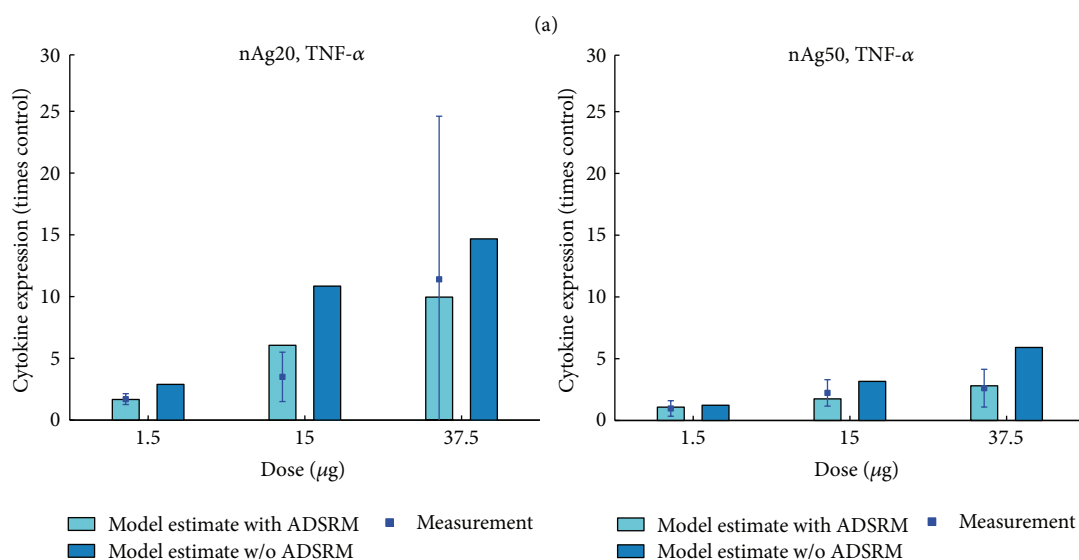 (a)
nAg20, TNF-α
Cytokine expression (times control)
30
25
20
15
10
5
0
1.5 15 37.5
Dose (μg)
Model estimate with ADSRM
Measurement
Model estimate w/o ADSRM
nAg50, TNF-α
Cytokine expression (times control)
30
25
20
15
10
5
0
1.5 15 37.5
Dose (μg)
Model estimate with ADSRM
Measurement
Model estimate w/o ADSRM